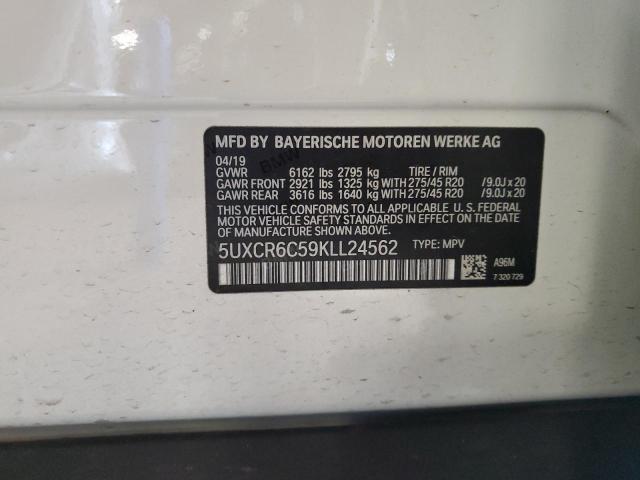 MFD BY BAYERISCHE MOTOREN WERKE AG
04/19
GVWR 6162 lbs 2795 kg TIRE / RIM
GAWR FRONT 2921 lbs 1325 kg WITH 275/45 R20 /9.0J x 20
GAWR REAR 3616 lbs 1640 kg WITH 275/45 R20 /9.0J x 20
THIS VEHICLE CONFORMS TO ALL APPLICABLE U. S. FEDERAL
MOTOR VEHICLE SAFETY STANDARDS IN EFFECT ON THE DATE
OF MANUFACTURE SHOWN ABOVE.
5UXCR6C59KLL24562 TYPE: MPV
A96M
7 320 729
BMW